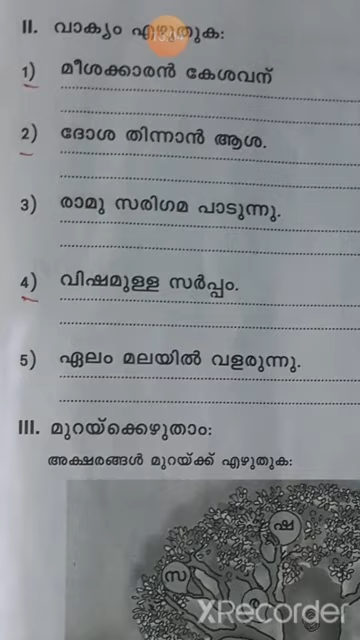 II. വാക്യം എഴുതുക:
1) മീശക്കാരൻ കേശവന്
2) ദോശ തിന്നാൻ ആശ.
3) രാമു സരിഗമ പാടുന്നു.
4) വിഷമുള്ള സർപ്പം.
5) ഏലം മലയിൽ വളരുന്നു.
III. മുറയ്ക്കെഴുതാം:
അക്ഷരങ്ങൾ മുറയ്ക്ക് എഴുതുക:
ഷ
സ
XRecorder